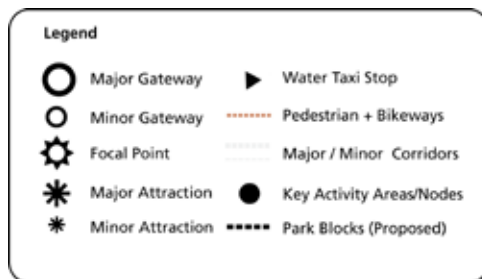 Legend
Major Gateway
Minor Gateway
Focal Point
Major Attraction
Minor Attraction
Water Taxi Stop
Pedestrian + Bikeways
Major / Minor Corridors
Key Activity Areas/Nodes
Park Blocks (Proposed)